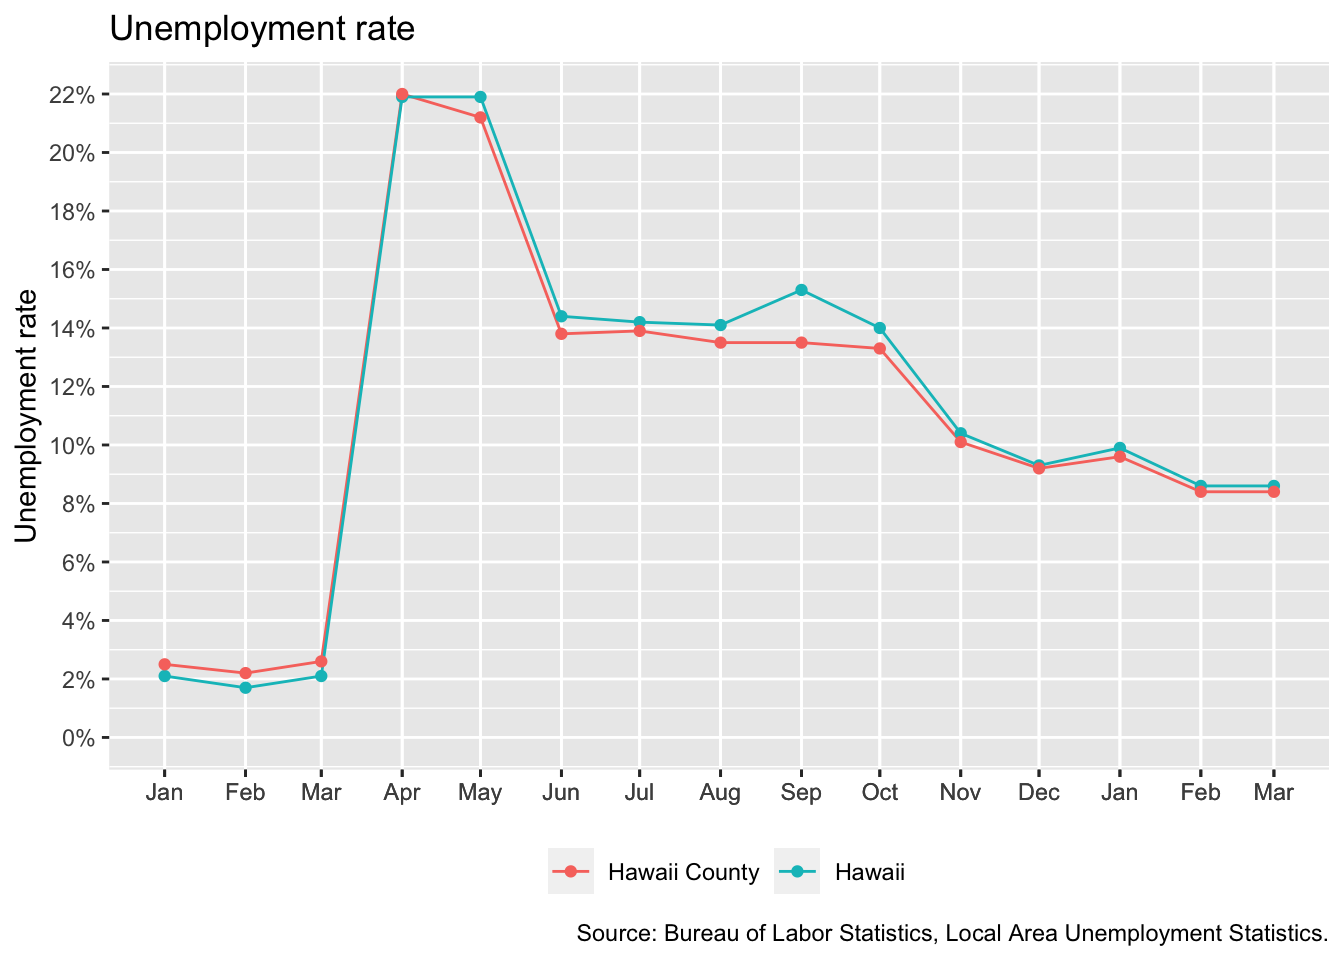 Unemployment rate
Unemployment rate
22%
20%
18%
16%
14%
12%
10%
8%
6%
4%
2%
0%
Jan Feb Mar Apr May Jun Jul Aug Sep Oct Nov Dec Jan Feb Mar
Hawaii County Hawaii
Source: Bureau of Labor Statistics, Local Area Unemployment Statistics.